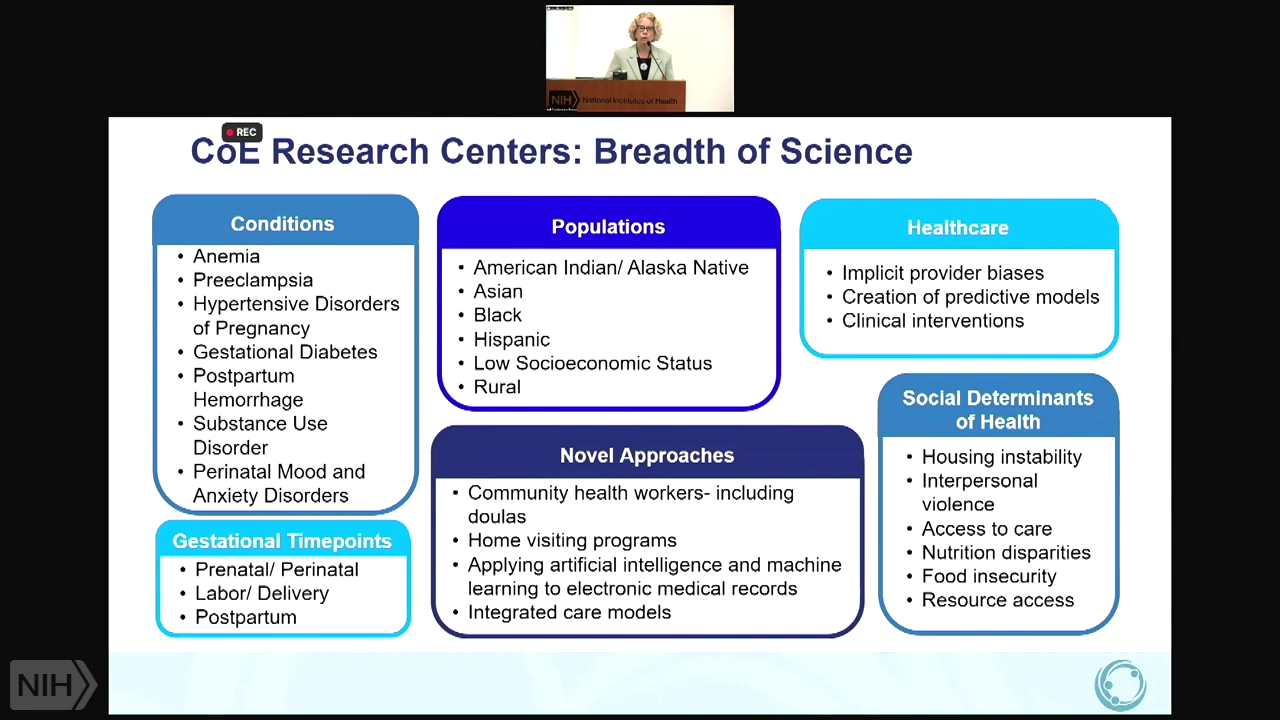 NIH National Institutes of Health
REC
CoE Research Centers: Breadth of Science
Conditions
• Anemia
• Preeclampsia
• Hypertensive Disorders
of Pregnancy
• Gestational Diabetes
• Postpartum
Hemorrhage
• Substance Use
Disorder
• Perinatal Mood and
Anxiety Disorders
Gestational Timepoints
• Prenatal/ Perinatal
• Labor/ Delivery
• Postpartum
Populations
• American Indian/ Alaska Native
• Asian
• Black
• Hispanic
• Low Socioeconomic Status
• Rural
Novel Approaches
• Community health workers- including
doulas
• Home visiting programs
• Applying artificial intelligence and machine
learning to electronic medical records
• Integrated care models
Healthcare
• Implicit provider biases
• Creation of predictive models
• Clinical interventions
Social Determinants
of Health
• Housing instability
• Interpersonal
violence
• Access to care
• Nutrition disparities
• Food insecurity
• Resource access
NIH